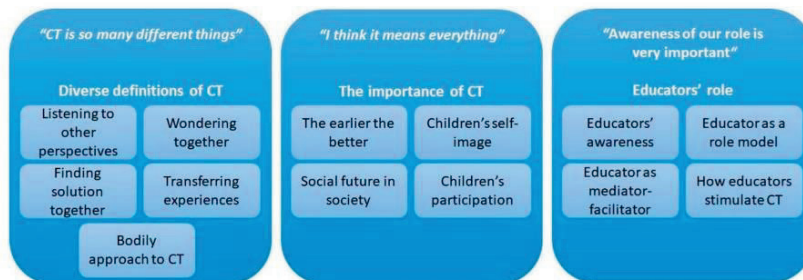 “CT is so many different things”
Diverse definitions of CT
Listening to
other
perspectives
Wondering
together
Finding
solution
together
Transferring
experiences
Bodily
approach to CT
“I think it means everything”
The importance of CT
The earlier the
better
Children’s self-
image
Social future in
society
Children’s
participation
“Awareness of our role is
very important“
Educators’ role
Educators’
awareness
Educator as a
role model
Educator as
mediator-
facilitator
How educators
stimulate CT